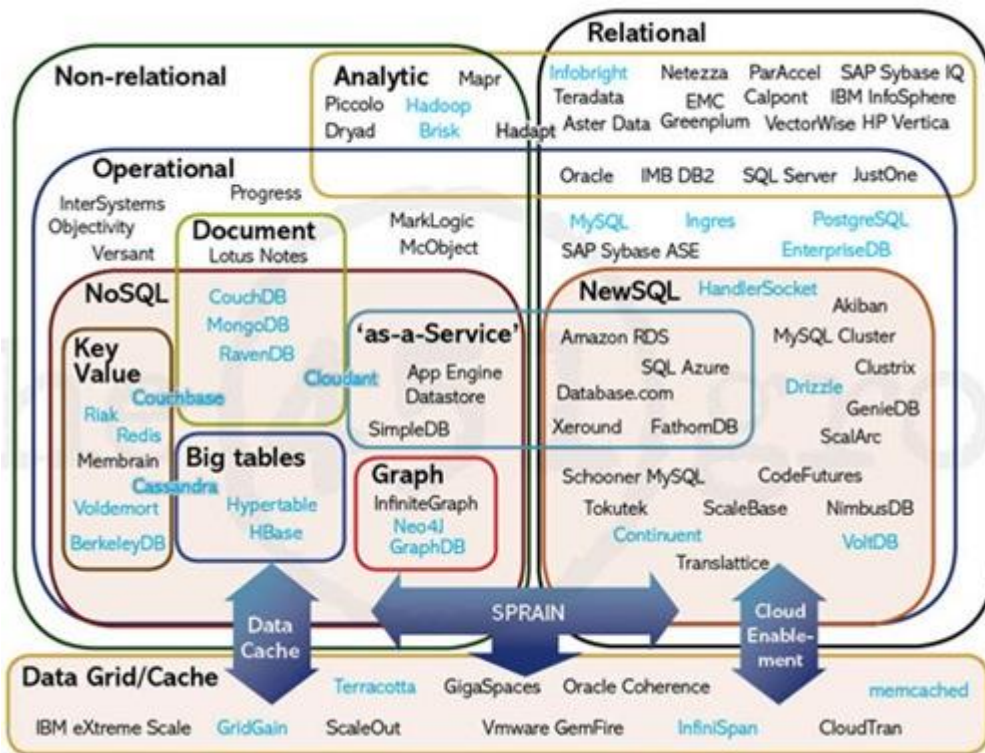 Relational
Non-relational
Analytic
Mapr
Piccolo
Hadoop
Dryad
Brisk
Hadapt
Infobright
Netezza
ParAccel
SAP Sybase IQ
Teradata
EMC
Calpont
IBM InfoSphere
Aster Data
Greenplum
VectorWise
HP Vertica
Operational
Oracle
IMB DB2
SQL Server
JustOne
InterSystems
Progress
Objectivity
Versant
MarkLogic
McObject
MySQL
Ingres
PostgreSQL
SAP Sybase ASE
EnterpriseDB
Document
Lotus Notes
NoSQL
CouchDB
MongoDB
RavenDB
Key
Value
Couchbase
Riak
Redis
Membrain
Cassandra
Voldemort
BerkeleyDB
Big tables
Hypertable
HBase
'as-a-Service'
Cloudant
App Engine
Datastore
SimpleDB
Graph
InfiniteGraph
Neo4J
GraphDB
NewSQL
HandlerSocket
Akiban
Amazon RDS
MySQL Cluster
SQL Azure
Clustrix
Database.com
Drizzle
GenieDB
Xeround
FathomDB
ScalArc
Schooner MySQL
CodeFutures
Tokutek
ScaleBase
NimbusDB
Continuent
VoltDB
Translattice
Data
Cache
SPRAIN
Cloud
Enable-
ment
Data Grid/Cache
Terracotta
GigaSpaces
Oracle Coherence
memcached
IBM eXtreme Scale
GridGain
ScaleOut
Vmware GemFire
InfiniSpan
CloudTran